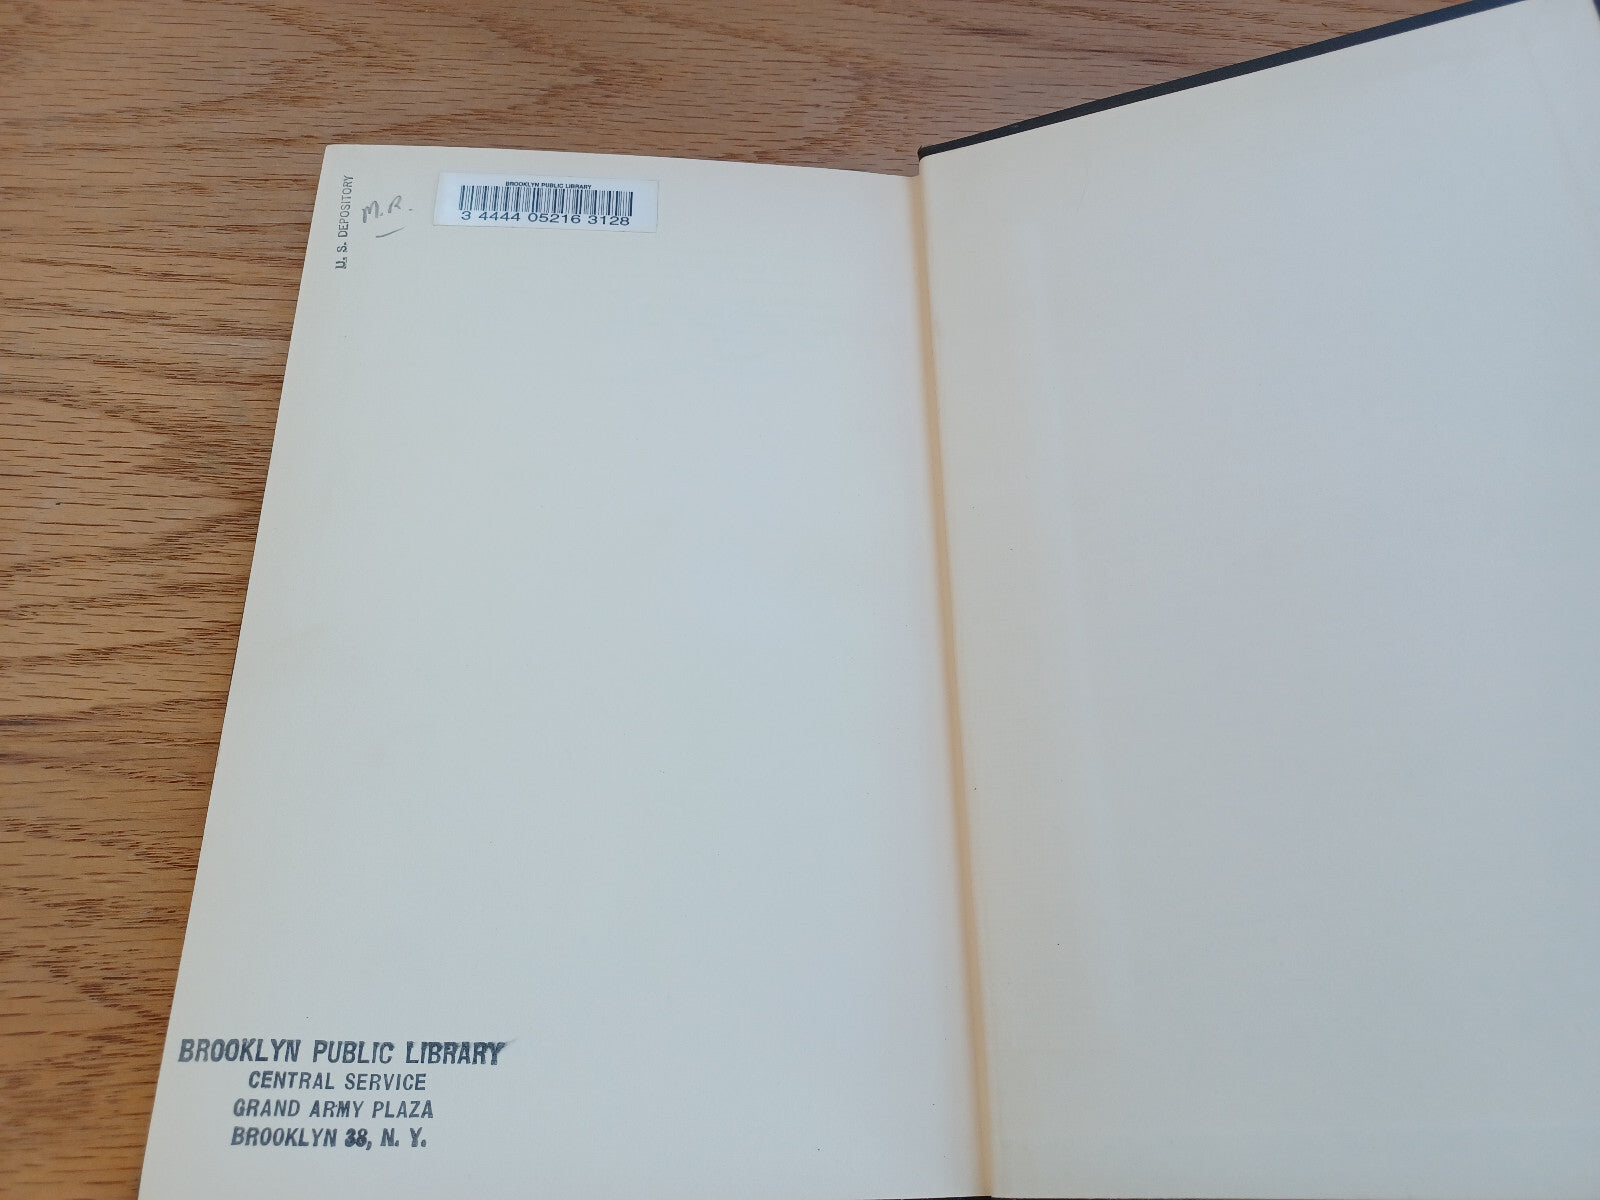 U. S. DEPOSITORY
M.R.
BROOKLYN PUBLIC LIBRARY
3 4444 05216 3128
BROOKLYN PUBLIC LIBRARY
CENTRAL SERVICE
GRAND ARMY PLAZA
BROOKLYN 38, N. Y.